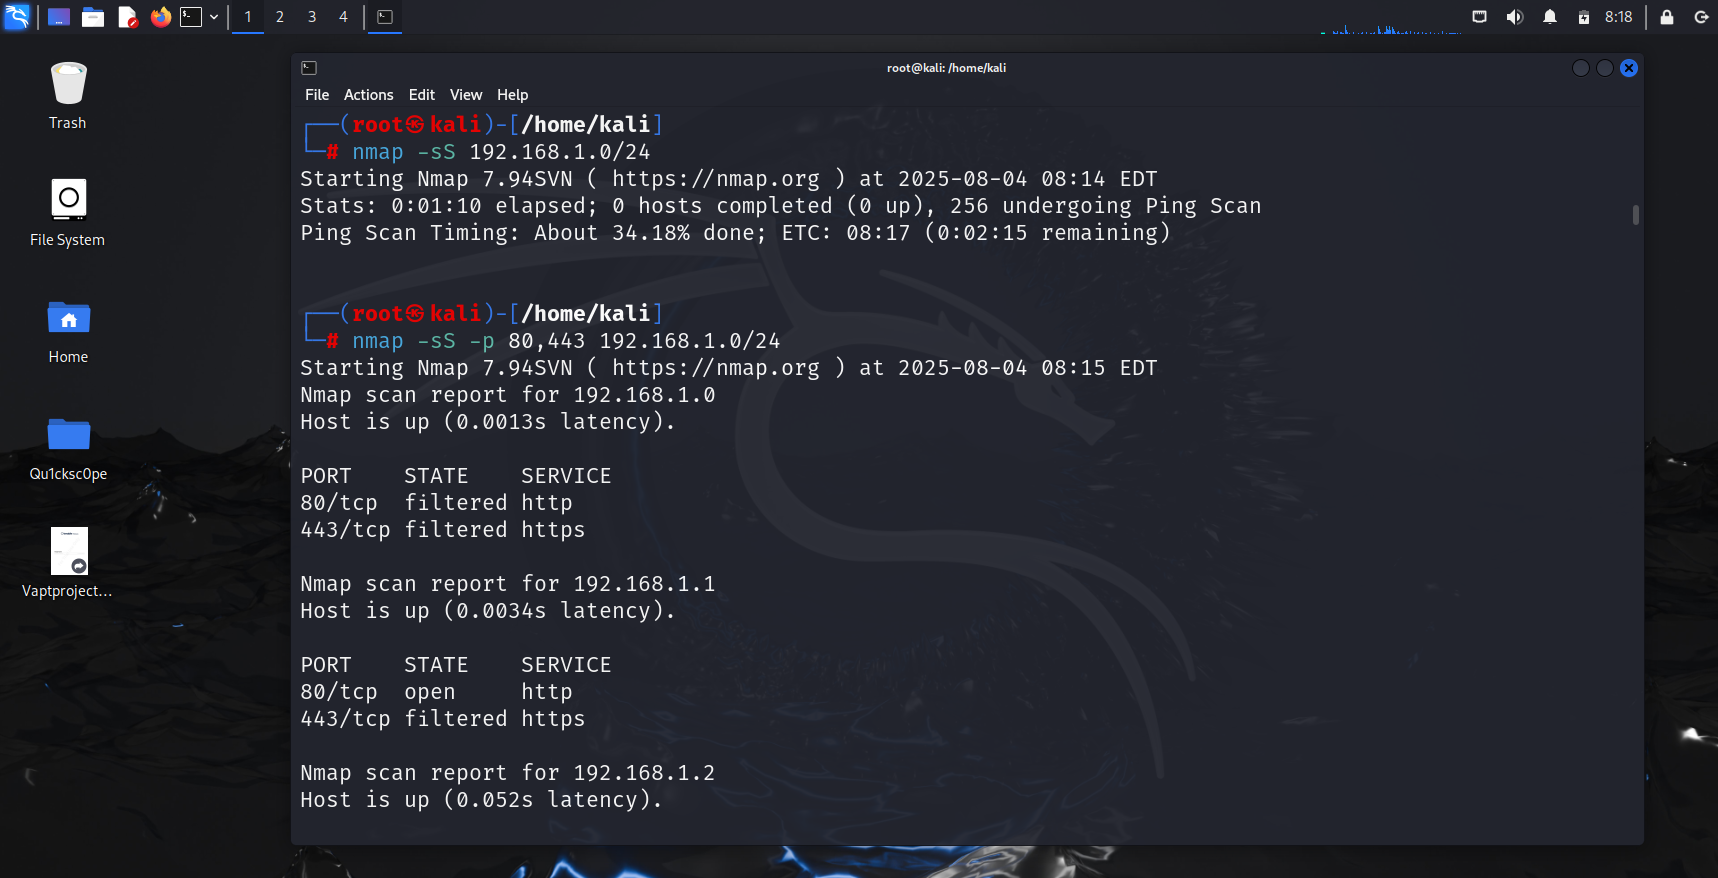 1 2 3 4
8:18
Trash
File System
Home
Qu1cksc0pe
Vaptproject...
root@kali: /home/kali
File Actions Edit View Help
┌──(root㉿kali)-[/home/kali]
└─# nmap -sS 192.168.1.0/24
Starting Nmap 7.94SVN ( https://nmap.org ) at 2025-08-04 08:14 EDT
Stats: 0:01:10 elapsed; 0 hosts completed (0 up), 256 undergoing Ping Scan
Ping Scan Timing: About 34.18% done; ETC: 08:17 (0:02:15 remaining)
┌──(root㉿kali)-[/home/kali]
└─# nmap -sS -p 80,443 192.168.1.0/24
Starting Nmap 7.94SVN ( https://nmap.org ) at 2025-08-04 08:15 EDT
Nmap scan report for 192.168.1.0
Host is up (0.0013s latency).
PORT    STATE    SERVICE
80/tcp  filtered http
443/tcp filtered https
Nmap scan report for 192.168.1.1
Host is up (0.0034s latency).
PORT    STATE    SERVICE
80/tcp  open     http
443/tcp filtered https
Nmap scan report for 192.168.1.2
Host is up (0.052s latency).